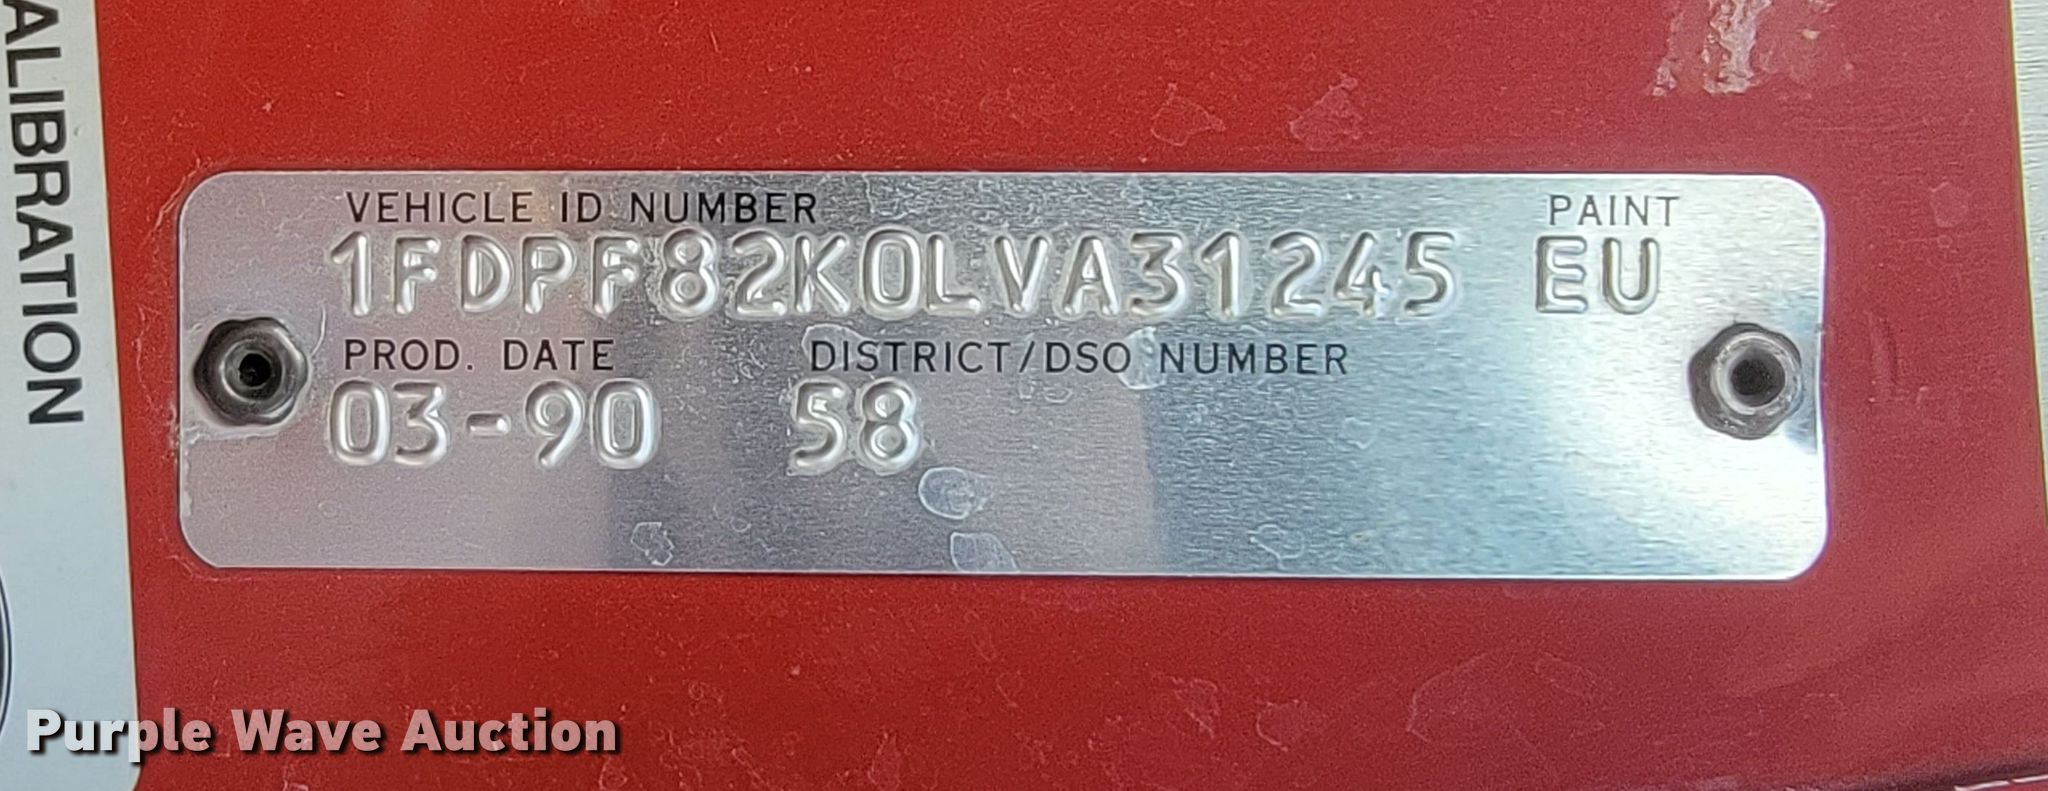 ALIBRATION
VEHICLE ID NUMBER PAINT
1FDPF82K0LVA31245 EU
PROD. DATE DISTRICT/DSO NUMBER
03-90 58
Purple Wave Auction